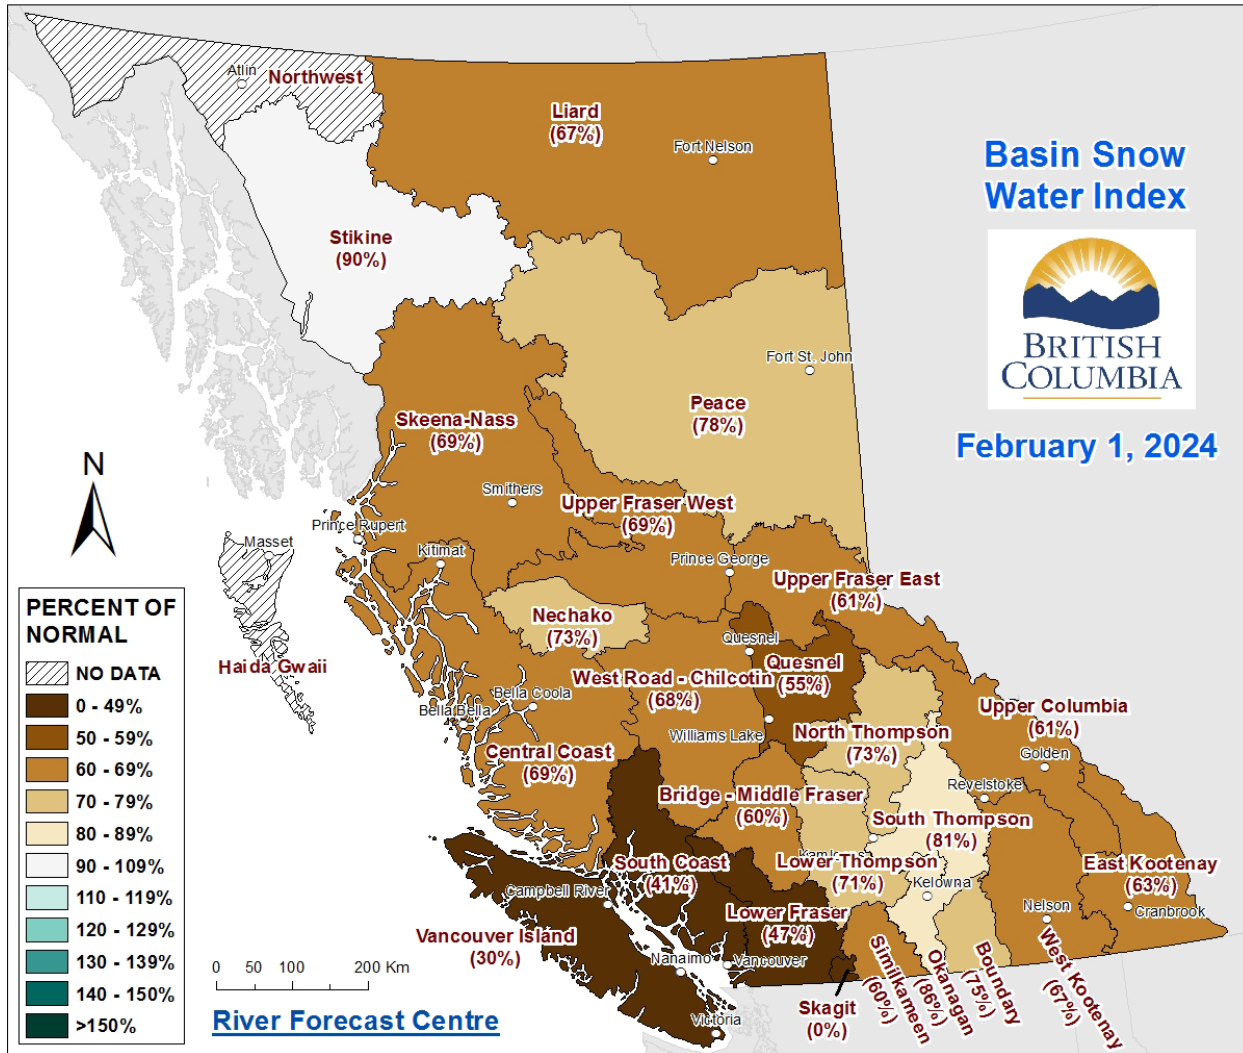 Atlin
Northwest
Liard
(67%)
Fort Nelson
Basin Snow
Water Index
Stikine
(90%)
BRITISH
COLUMBIA
Fort St. John
Peace
(78%)
February 1, 2024
Skeena-Nass
(69%)
N
Smithers
Upper Fraser West
(69%)
Prince Rupert
Masset
Kitimat
Prince George
Upper Fraser East
(61%)
Nechako
(73%)
Quesnel
Quesnel
(55%)
Haida Gwaii
West Road - Chilcotin
(68%)
Bella Coola
Bella Bella
Williams Lake
Upper Columbia
(61%)
Golden
North Thompson
(73%)
Central Coast
(69%)
Revelstoke
Bridge - Middle Fraser
(60%)
South Thompson
(81%)
South Coast
(41%)
Lower Thompson
(71%)
East Kootenay
(63%)
Campbell River
Kelowna
Nelson
Cranbrook
Lower Fraser
(47%)
Vancouver Island
(30%)
Nanaimo
Vancouver
Victoria
Skagit
(0%)
Similkameen
(60%)
Okanagan
(86%)
Boundary
(75%)
West Kootenay
(67%)
PERCENT OF
NORMAL
NO DATA
0 - 49%
50 - 59%
60 - 69%
70 - 79%
80 - 89%
90 - 109%
110 - 119%
120 - 129%
130 - 139%
140 - 150%
>150%
0 50 100 200 Km
River Forecast Centre